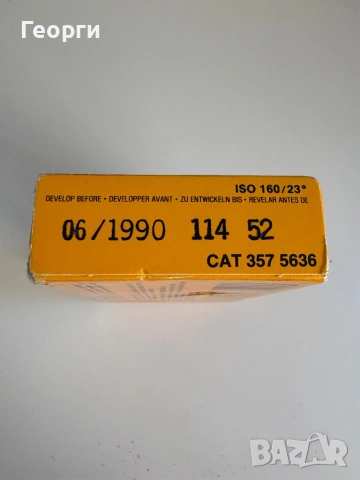 Георги
ISO 160/23°
DEVELOP BEFORE • DEVELOPPER AVANT • ZU ENTWICKELN BIS • REVELAR ANTES DE
06/1990 114 52
CAT 357 5636
BAZAR